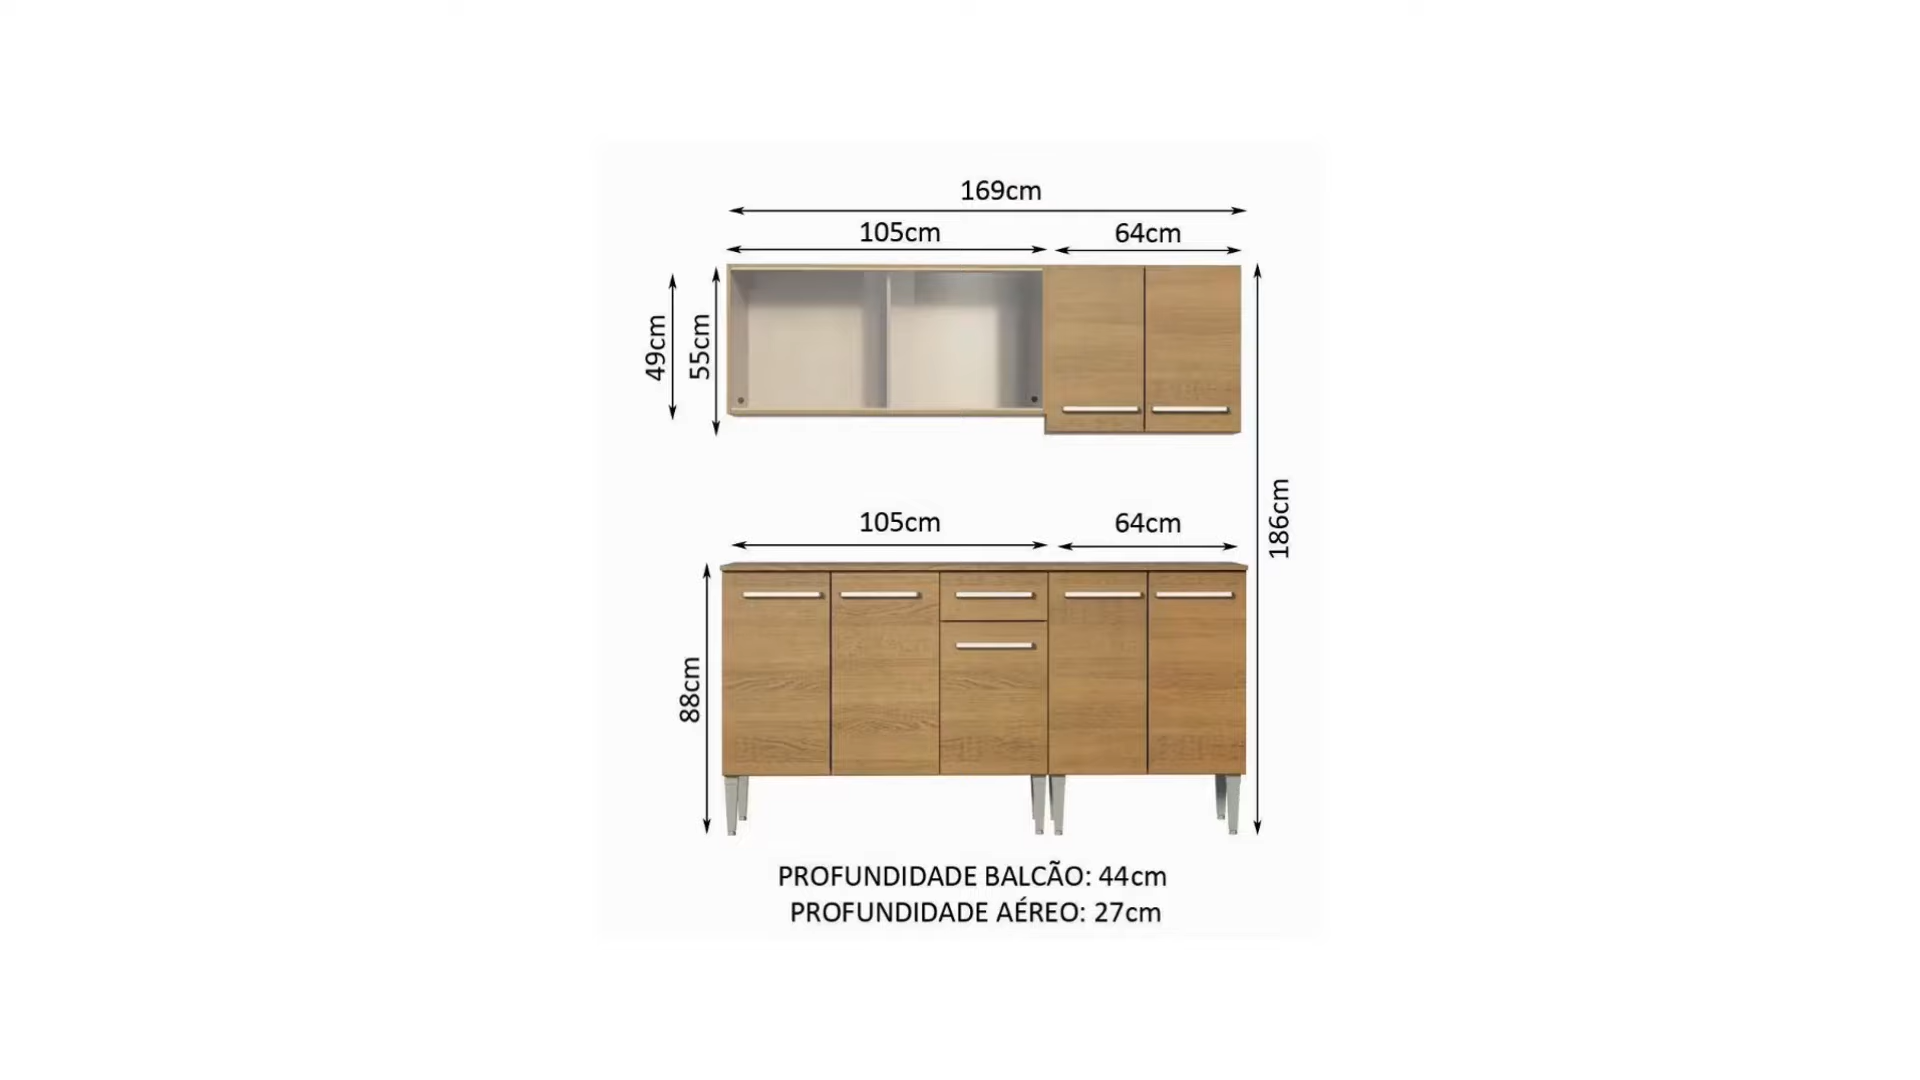 169cm
105cm
64cm
49cm
55cm
105cm
64cm
186cm
88cm
PROFUNDIDADE BALCÃO: 44cm
PROFUNDIDADE AÉREO: 27cm